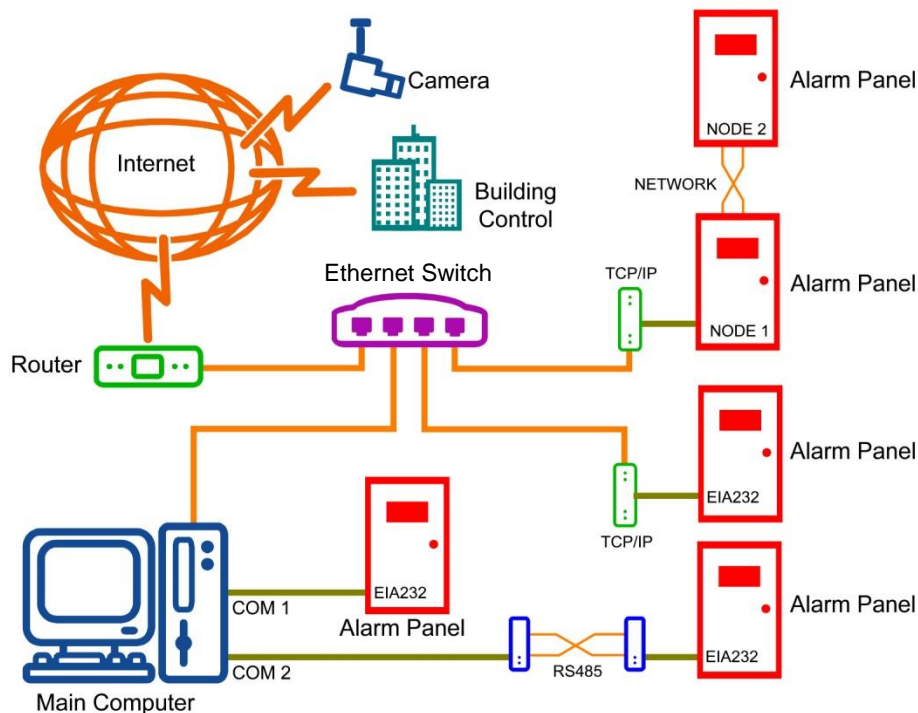 Camera
Internet
Building
Control
NODE 2
Alarm Panel
NETWORK
Ethernet Switch
TCP/IP
NODE 1
Alarm Panel
Router
EIA232
Alarm Panel
TCP/IP
COM 1
EIA232
Alarm Panel
COM 2
RS485
EIA232
Alarm Panel
Main Computer